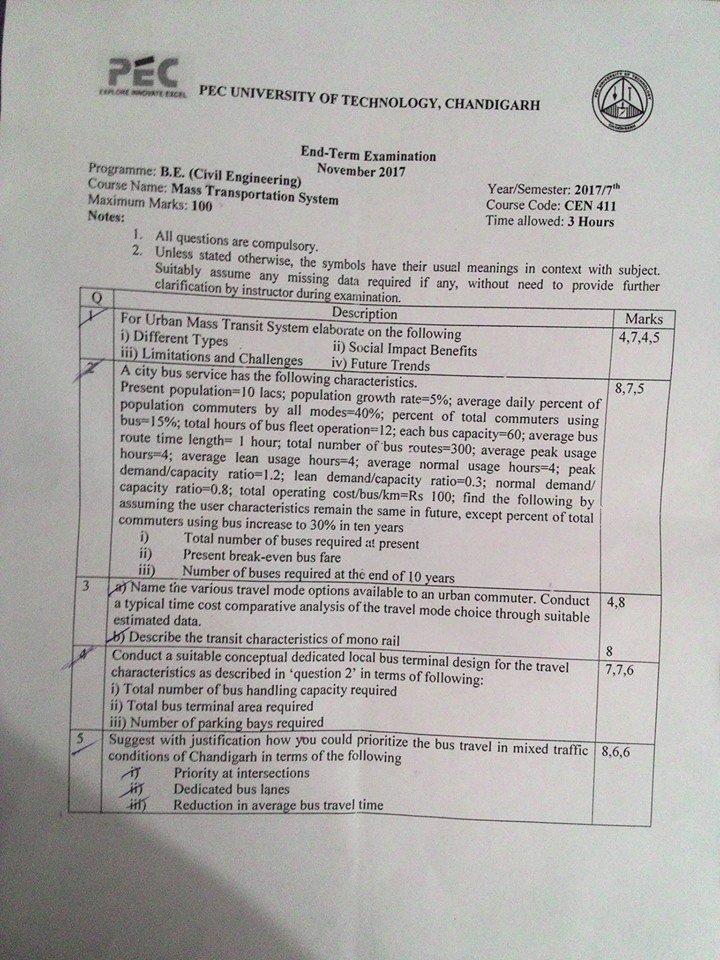 PEC
EXPLORE INNOVATE EXCEL
PEC UNIVERSITY OF TECHNOLOGY, CHANDIGARH
PEC UNIVERSITY OF TECHNOLOGY
CHANDIGARH
End-Term Examination
November 2017
Programme: B.E. (Civil Engineering)
Course Name: Mass Transportation System
Maximum Marks: 100
Year/Semester: 2017/7th
Course Code: CEN 411
Time allowed: 3 Hours
Notes:
1. All questions are compulsory.
2. Unless stated otherwise, the symbols have their usual meanings in context with subject.
Suitably assume any missing data required if any, without need to provide further
clarification by instructor during examination.
Q Description Marks
1 For Urban Mass Transit System elaborate on the following 4,7,4,5
i) Different Types ii) Social Impact Benefits
iii) Limitations and Challenges iv) Future Trends
2 A city bus service has the following characteristics. 8,7,5
Present population=10 lacs; population growth rate=5%; average daily percent of
population commuters by all modes=40%; percent of total commuters using
bus=15%; total hours of bus fleet operation=12; each bus capacity=60; average bus
route time length= 1 hour; total number of bus routes=300; average peak usage
hours=4; average lean usage hours=4; average normal usage hours=4; peak
demand/capacity ratio=1.2; lean demand/capacity ratio=0.3; normal demand/
capacity ratio=0.8; total operating cost/bus/km=Rs 100; find the following by
assuming the user characteristics remain the same in future, except percent of total
commuters using bus increase to 30% in ten years
i) Total number of buses required at present
ii) Present break-even bus fare
iii) Number of buses required at the end of 10 years
3 a) Name the various travel mode options available to an urban commuter. Conduct 4,8
a typical time cost comparative analysis of the travel mode choice through suitable
estimated data.
b) Describe the transit characteristics of mono rail 8
4 Conduct a suitable conceptual dedicated local bus terminal design for the travel 7,7,6
characteristics as described in ‘question 2’ in terms of following:
i) Total number of bus handling capacity required
ii) Total bus terminal area required
iii) Number of parking bays required
5 Suggest with justification how you could prioritize the bus travel in mixed traffic 8,6,6
conditions of Chandigarh in terms of the following
i) Priority at intersections
ii) Dedicated bus lanes
iii) Reduction in average bus travel time